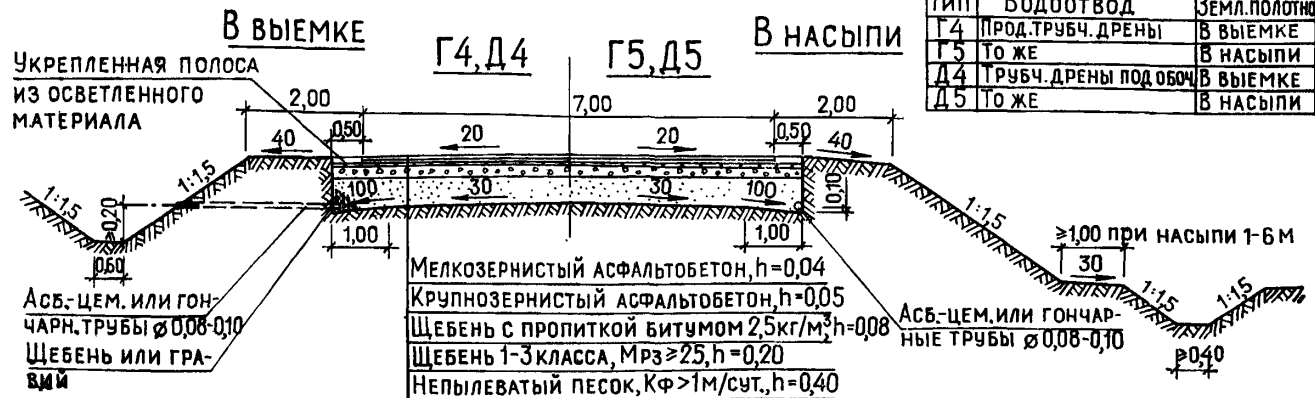 В ВЫЕМКЕ
Г4,Д4
Г5,Д5
В НАСЫПИ
ТИП ВОДООТВОД ЗЕМЛ.ПОЛОТНО
Г4 ПРОД.ТРУБЧ.ДРЕНЫ В ВЫЕМКЕ
Г5 ТО ЖЕ В НАСЫПИ
Д4 ТРУБЧ.ДРЕНЫ ПОД ОБОЧ. В ВЫЕМКЕ
Д5 ТО ЖЕ В НАСЫПИ
УКРЕПЛЕННАЯ ПОЛОСА
ИЗ ОСВЕТЛЕННОГО
МАТЕРИАЛА
2,00 7,00 2,00
40 0,50 20 20 0,50 40
1:1,5 1:1,5 ≥0,20 0,60
100 30 30 100 0,10
1,00 1,00
1:1,5
≥1,00 ПРИ НАСЫПИ 1-6 М
30
1:1,5 1:1,5
≥0,40
АСБ.-ЦЕМ. ИЛИ ГОН-
ЧАРН. ТРУБЫ ⌀ 0,08-0,10
ЩЕБЕНЬ ИЛИ ГРА-
ВИЙ
МЕЛКОЗЕРНИСТЫЙ АСФАЛЬТОБЕТОН, h=0,04
КРУПНОЗЕРНИСТЫЙ АСФАЛЬТОБЕТОН, h=0,05
ЩЕБЕНЬ С ПРОПИТКОЙ БИТУМОМ 2,5кг/м³, h=0,08
ЩЕБЕНЬ 1-3 КЛАССА, МРЗ ≥ 25, h=0,20
НЕПЫЛЕВАТЫЙ ПЕСОК, КФ>1М/СУТ., h=0,40
АСБ.-ЦЕМ. ИЛИ ГОНЧАР-
НЫЕ ТРУБЫ ⌀ 0,08-0,10